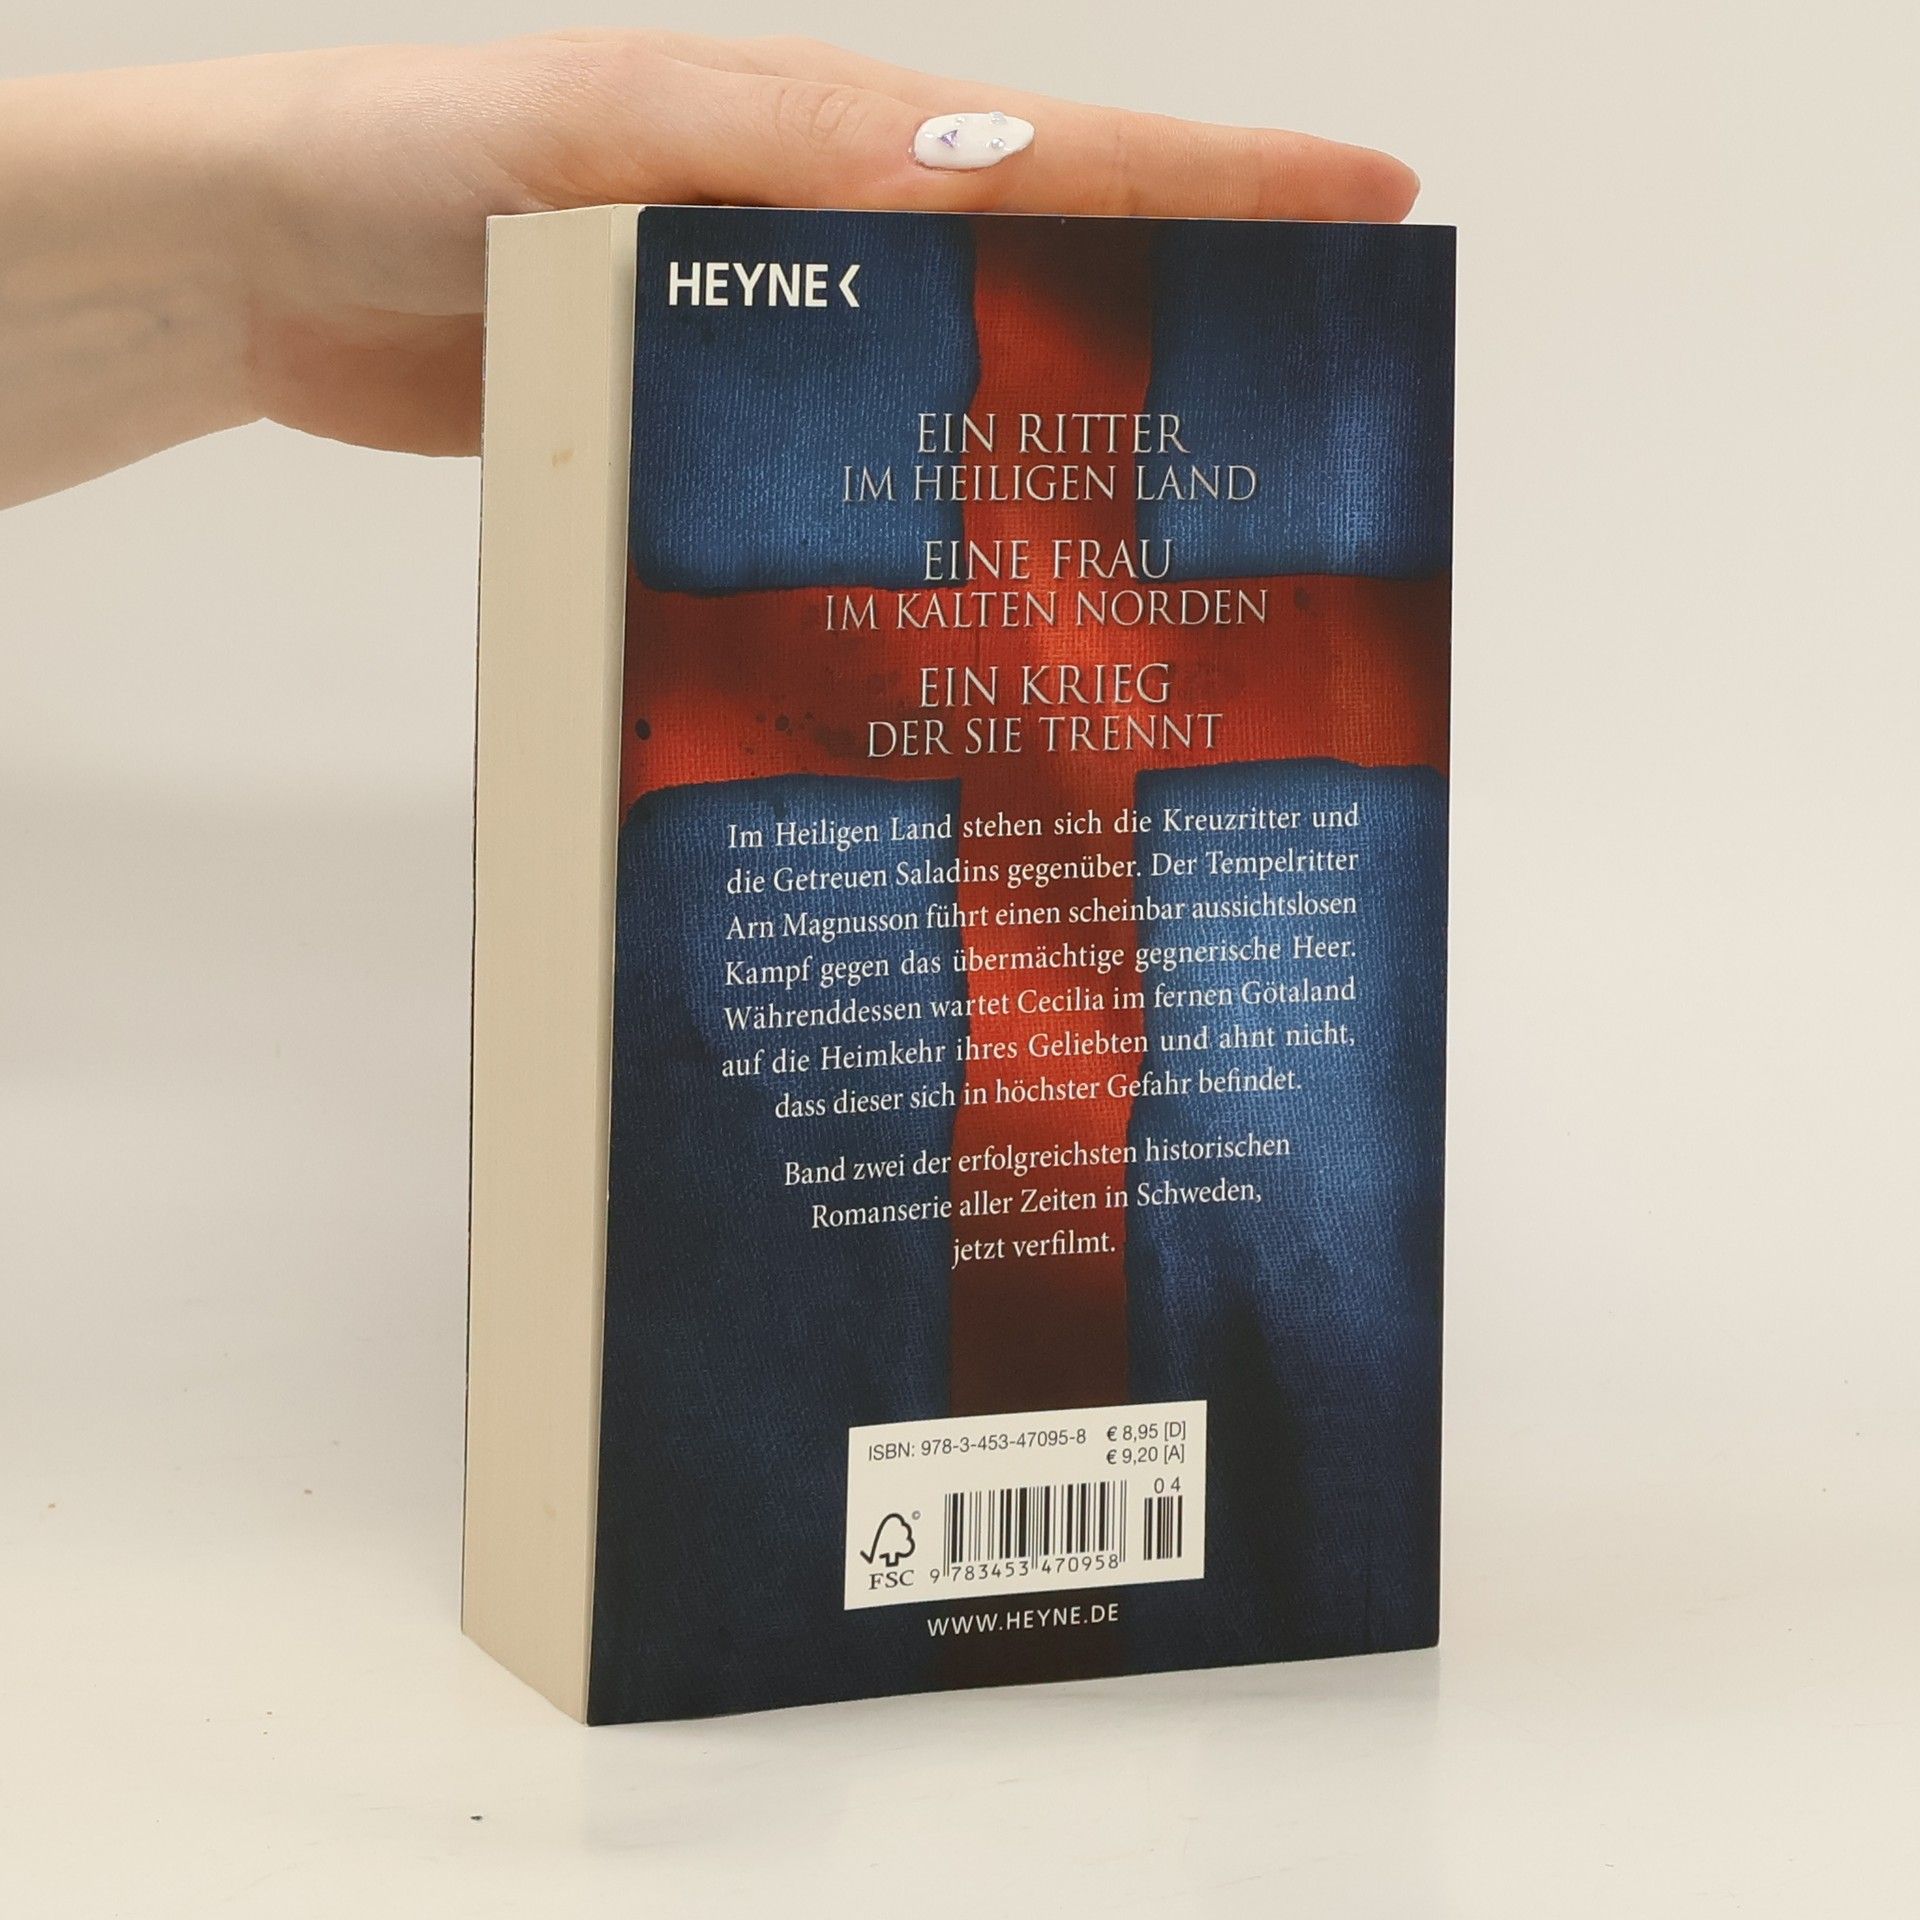 HEYNE
EIN RITTER
IM HEILIGEN LAND
EINE FRAU
IM KALTEN NORDEN
EIN KRIEG
DER SIE TRENNT
Im Heiligen Land stehen sich die Kreuzritter und
die Getreuen Saladins gegenüber. Der Tempelritter
Arn Magnusson führt einen scheinbar aussichtslosen
Kampf gegen das übermächtige gegnerische Heer.
Währenddessen wartet Cecilia im fernen Götaland
auf die Heimkehr ihres Geliebten und ahnt nicht,
dass dieser sich in höchster Gefahr befindet.
Band zwei der erfolgreichsten historischen
Romanserie aller Zeiten in Schweden,
jetzt verfilmt.
ISBN: 978-3-453-47095-8 € 8,95 [D]
€ 9,20 [A]
04
©
FSC
9 783453 470958
WWW.HEYNE.DE